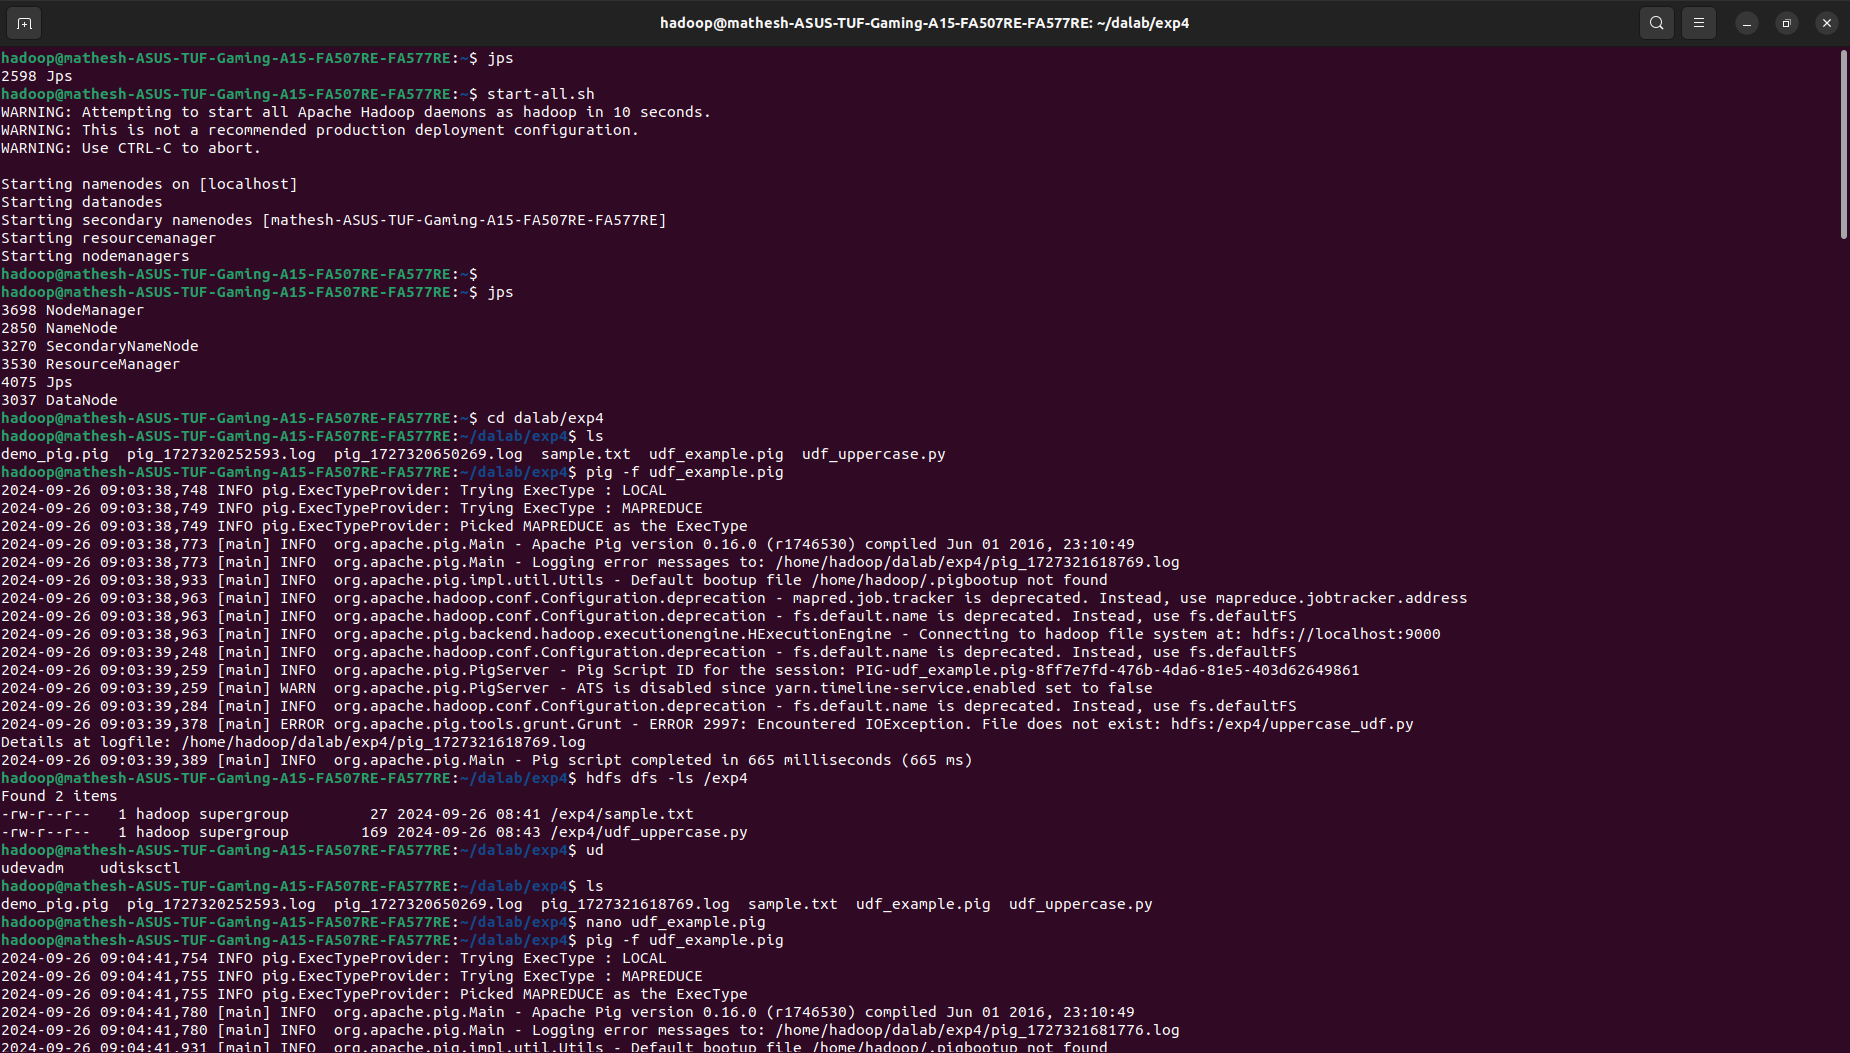 hadoop@mathesh-ASUS-TUF-Gaming-A15-FA507RE-FA577RE: ~/dalab/exp4
hadoop@mathesh-ASUS-TUF-Gaming-A15-FA507RE-FA577RE:~$ jps
2598 Jps
hadoop@mathesh-ASUS-TUF-Gaming-A15-FA507RE-FA577RE:~$ start-all.sh
WARNING: Attempting to start all Apache Hadoop daemons as hadoop in 10 seconds.
WARNING: This is not a recommended production deployment configuration.
WARNING: Use CTRL-C to abort.

Starting namenodes on [localhost]
Starting datanodes
Starting secondary namenodes [mathesh-ASUS-TUF-Gaming-A15-FA507RE-FA577RE]
Starting resourcemanager
Starting nodemanagers
hadoop@mathesh-ASUS-TUF-Gaming-A15-FA507RE-FA577RE:~$
hadoop@mathesh-ASUS-TUF-Gaming-A15-FA507RE-FA577RE:~$ jps
3698 NodeManager
2850 NameNode
3270 SecondaryNameNode
3530 ResourceManager
4075 Jps
3037 DataNode
hadoop@mathesh-ASUS-TUF-Gaming-A15-FA507RE-FA577RE:~$ cd dalab/exp4
hadoop@mathesh-ASUS-TUF-Gaming-A15-FA507RE-FA577RE:~/dalab/exp4$ ls
demo_pig.pig  pig_1727320252593.log  pig_1727320650269.log  sample.txt  udf_example.pig  udf_uppercase.py
hadoop@mathesh-ASUS-TUF-Gaming-A15-FA507RE-FA577RE:~/dalab/exp4$ pig -f udf_example.pig
2024-09-26 09:03:38,748 INFO pig.ExecTypeProvider: Trying ExecType : LOCAL
2024-09-26 09:03:38,749 INFO pig.ExecTypeProvider: Trying ExecType : MAPREDUCE
2024-09-26 09:03:38,749 INFO pig.ExecTypeProvider: Picked MAPREDUCE as the ExecType
2024-09-26 09:03:38,773 [main] INFO  org.apache.pig.Main - Apache Pig version 0.16.0 (r1746530) compiled Jun 01 2016, 23:10:49
2024-09-26 09:03:38,773 [main] INFO  org.apache.pig.Main - Logging error messages to: /home/hadoop/dalab/exp4/pig_1727321618769.log
2024-09-26 09:03:38,933 [main] INFO  org.apache.pig.impl.util.Utils - Default bootup file /home/hadoop/.pigbootup not found
2024-09-26 09:03:38,963 [main] INFO  org.apache.hadoop.conf.Configuration.deprecation - mapred.job.tracker is deprecated. Instead, use mapreduce.jobtracker.address
2024-09-26 09:03:38,963 [main] INFO  org.apache.hadoop.conf.Configuration.deprecation - fs.default.name is deprecated. Instead, use fs.defaultFS
2024-09-26 09:03:38,963 [main] INFO  org.apache.pig.backend.hadoop.executionengine.HExecutionEngine - Connecting to hadoop file system at: hdfs://localhost:9000
2024-09-26 09:03:39,248 [main] INFO  org.apache.hadoop.conf.Configuration.deprecation - fs.default.name is deprecated. Instead, use fs.defaultFS
2024-09-26 09:03:39,259 [main] INFO  org.apache.pig.PigServer - Pig Script ID for the session: PIG-udf_example.pig-8ff7e7fd-476b-4da6-81e5-403d62649861
2024-09-26 09:03:39,259 [main] WARN  org.apache.pig.PigServer - ATS is disabled since yarn.timeline-service.enabled set to false
2024-09-26 09:03:39,284 [main] INFO  org.apache.hadoop.conf.Configuration.deprecation - fs.default.name is deprecated. Instead, use fs.defaultFS
2024-09-26 09:03:39,378 [main] ERROR org.apache.pig.tools.grunt.Grunt - ERROR 2997: Encountered IOException. File does not exist: hdfs:/exp4/uppercase_udf.py
Details at logfile: /home/hadoop/dalab/exp4/pig_1727321618769.log
2024-09-26 09:03:39,389 [main] INFO  org.apache.pig.Main - Pig script completed in 665 milliseconds (665 ms)
hadoop@mathesh-ASUS-TUF-Gaming-A15-FA507RE-FA577RE:~/dalab/exp4$ hdfs dfs -ls /exp4
Found 2 items
-rw-r--r--   1 hadoop supergroup         27 2024-09-26 08:41 /exp4/sample.txt
-rw-r--r--   1 hadoop supergroup        169 2024-09-26 08:43 /exp4/udf_uppercase.py
hadoop@mathesh-ASUS-TUF-Gaming-A15-FA507RE-FA577RE:~/dalab/exp4$ ud
udevadm    udisksctl
hadoop@mathesh-ASUS-TUF-Gaming-A15-FA507RE-FA577RE:~/dalab/exp4$ ls
demo_pig.pig  pig_1727320252593.log  pig_1727320650269.log  pig_1727321618769.log  sample.txt  udf_example.pig  udf_uppercase.py
hadoop@mathesh-ASUS-TUF-Gaming-A15-FA507RE-FA577RE:~/dalab/exp4$ nano udf_example.pig
hadoop@mathesh-ASUS-TUF-Gaming-A15-FA507RE-FA577RE:~/dalab/exp4$ pig -f udf_example.pig
2024-09-26 09:04:41,754 INFO pig.ExecTypeProvider: Trying ExecType : LOCAL
2024-09-26 09:04:41,755 INFO pig.ExecTypeProvider: Trying ExecType : MAPREDUCE
2024-09-26 09:04:41,755 INFO pig.ExecTypeProvider: Picked MAPREDUCE as the ExecType
2024-09-26 09:04:41,780 [main] INFO  org.apache.pig.Main - Apache Pig version 0.16.0 (r1746530) compiled Jun 01 2016, 23:10:49
2024-09-26 09:04:41,780 [main] INFO  org.apache.pig.Main - Logging error messages to: /home/hadoop/dalab/exp4/pig_1727321681776.log
2024-09-26 09:04:41,931 [main] INFO  org.apache.pig.impl.util.Utils - Default bootup file /home/hadoop/.pigbootup not found